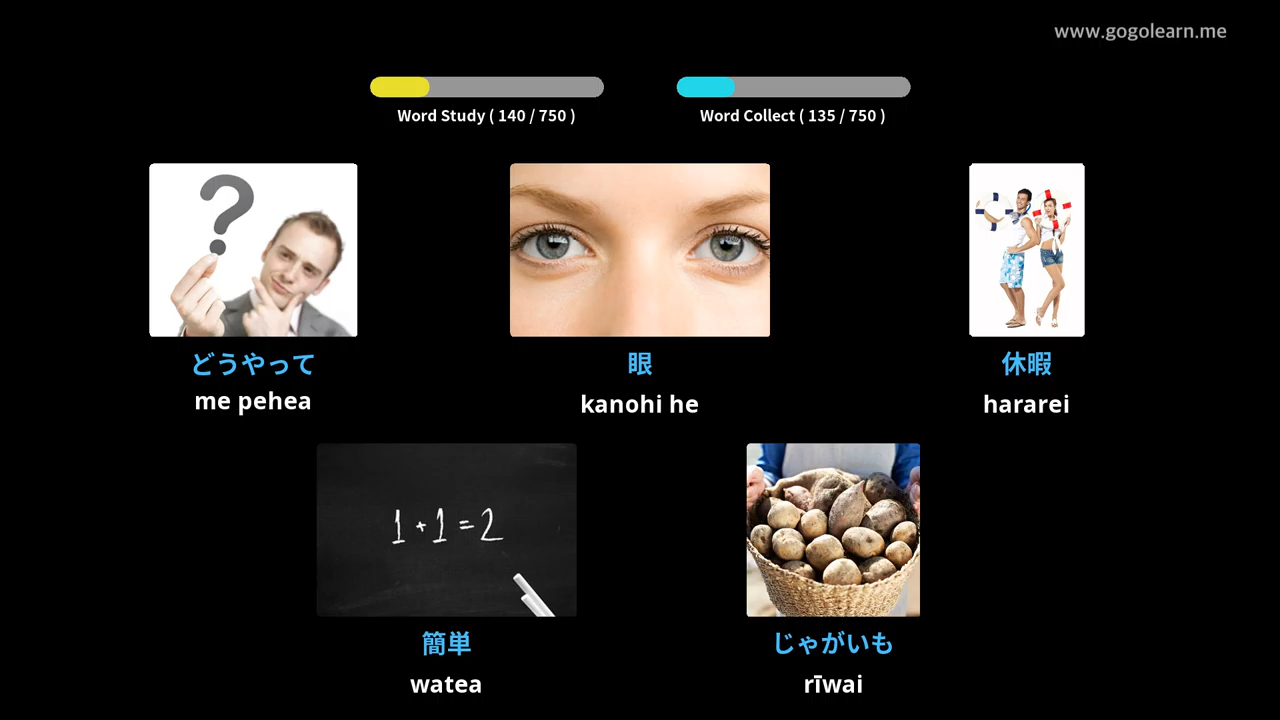 www.gogolearn.me
Word Study ( 140 / 750 )
Word Collect ( 135 / 750 )
どうやって
me pehea
眼
kanohi he
休暇
hararei
1+1=2
簡単
watea
じゃがいも
rīwai